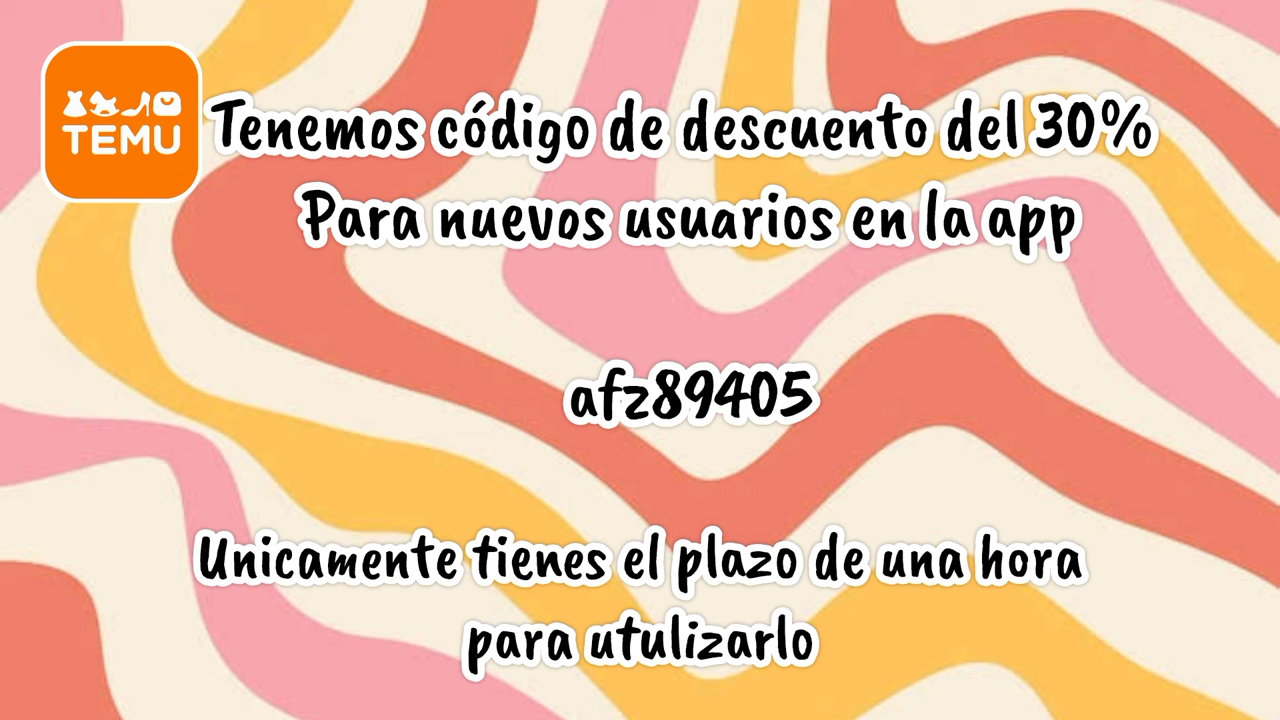 TEMU
Tenemos código de descuento del 30%
Para nuevos usuarios en la app
afz89405
Unicamente tienes el plazo de una hora
para utulizarlo